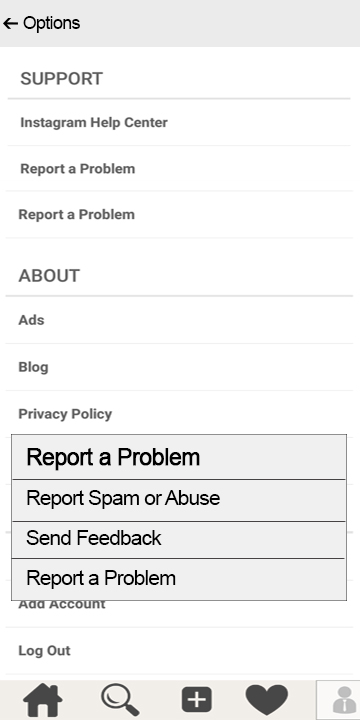 Options
SUPPORT
Instagram Help Center
Report a Problem
Report a Problem
ABOUT
Ads
Blog
Privacy Policy
Report a Problem
Report Spam or Abuse
Send Feedback
Report a Problem
Add Account
Log Out